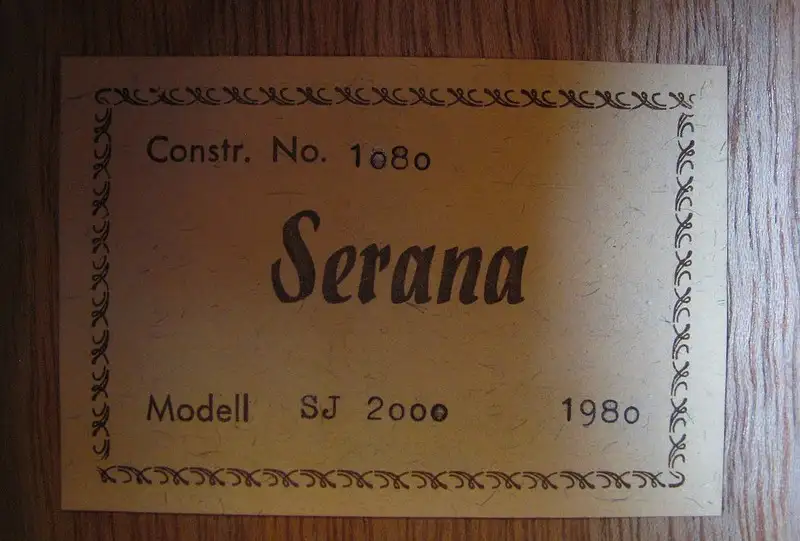 Constr. No. 1080
Serana
Modell SJ 2000 1980